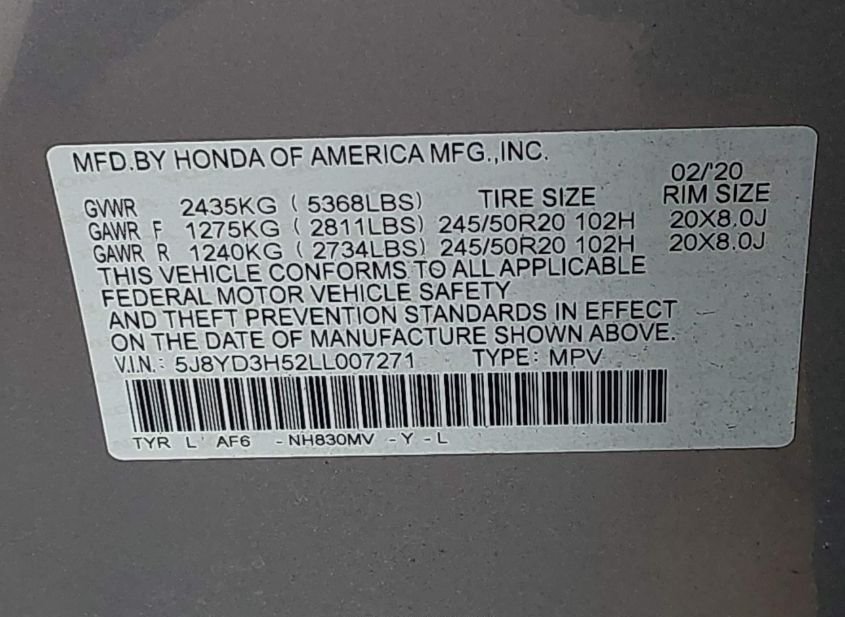 MFD.BY HONDA OF AMERICA MFG.,INC.
02/'20
GVWR 2435KG ( 5368LBS) TIRE SIZE RIM SIZE
GAWR F 1275KG ( 2811LBS) 245/50R20 102H 20X8.0J
GAWR R 1240KG ( 2734LBS) 245/50R20 102H 20X8.0J
THIS VEHICLE CONFORMS TO ALL APPLICABLE
FEDERAL MOTOR VEHICLE SAFETY
AND THEFT PREVENTION STANDARDS IN EFFECT
ON THE DATE OF MANUFACTURE SHOWN ABOVE.
V.I.N.: 5J8YD3H52LL007271 TYPE: MPV
TYR L' AF6 -NH830MV -Y -L